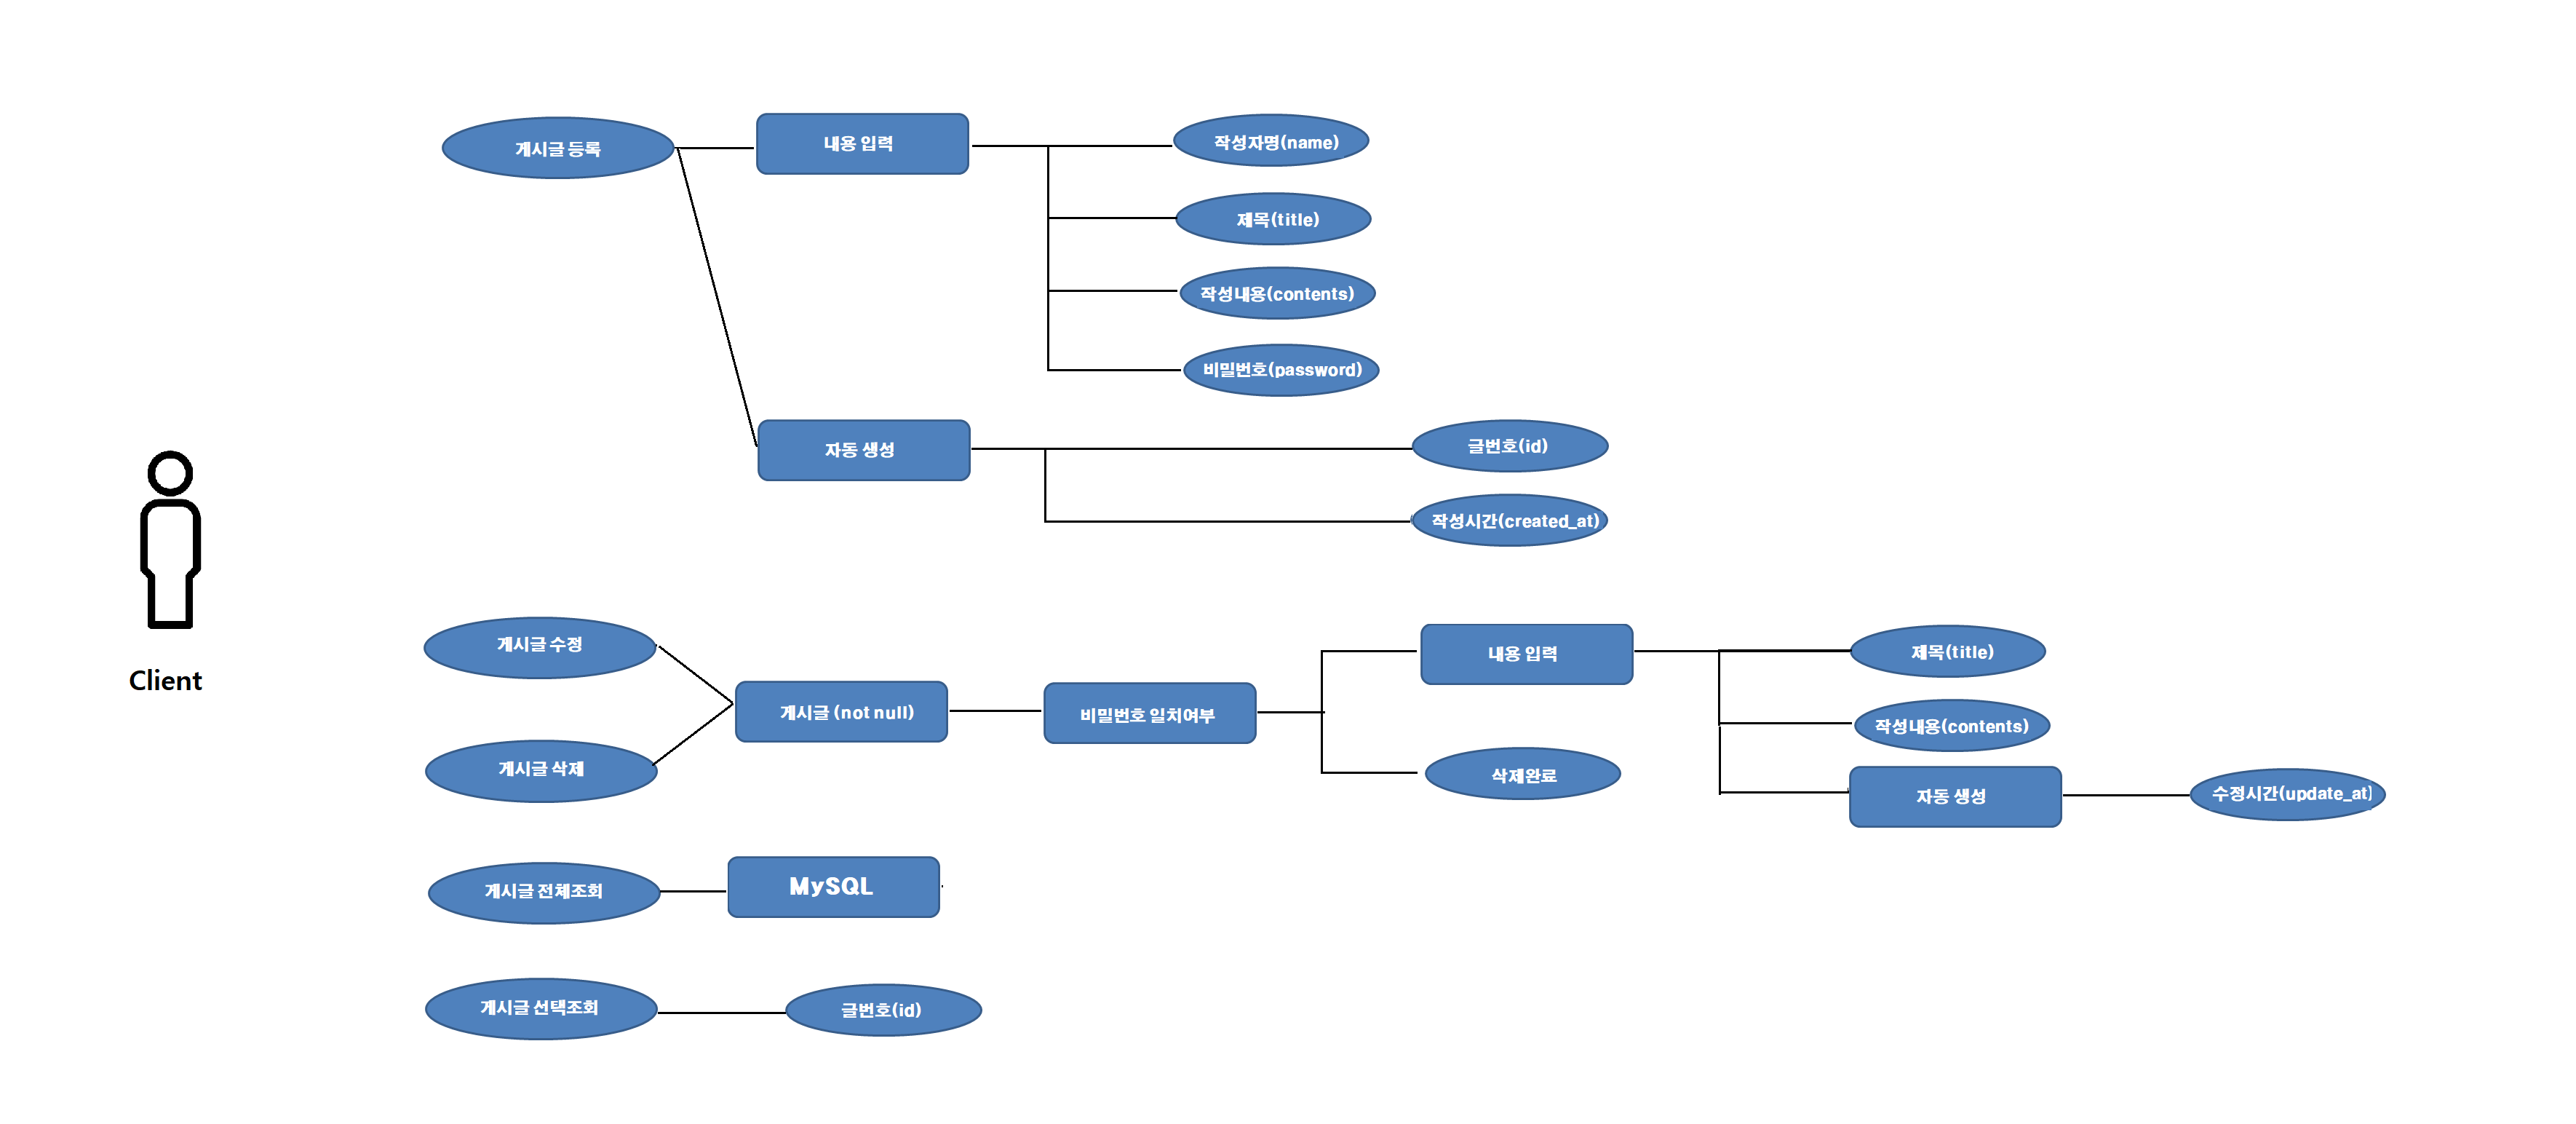 게시글 등록
내용 입력
작성자명(name)
제목(title)
작성내용(contents)
비밀번호(password)
자동 생성
글번호(id)
작성시간(created_at)
Client
게시글 수정
게시글 삭제
게시글 (not null)
비밀번호 일치여부
내용 입력
제목(title)
작성내용(contents)
삭제완료
자동 생성
수정시간(update_at)
게시글 전체조회
MySQL
게시글 선택조회
글번호(id)